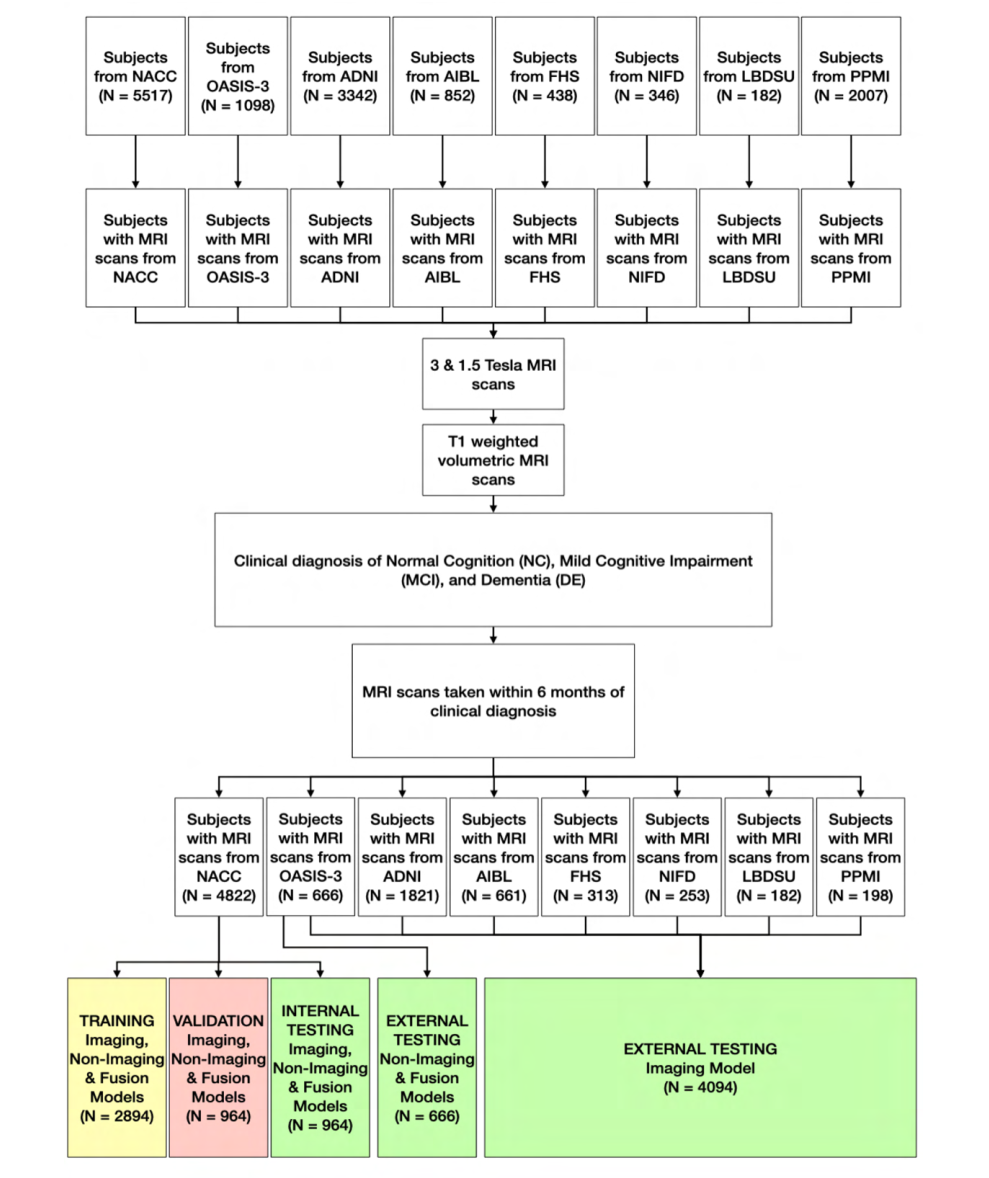 Subjects
from NACC
(N = 5517)
Subjects
from
OASIS-3
(N = 1098)
Subjects
from ADNI
(N = 3342)
Subjects
from AIBL
(N = 852)
Subjects
from FHS
(N = 438)
Subjects
from NIFD
(N = 346)
Subjects
from LBDSU
(N = 182)
Subjects
from PPMI
(N = 2007)
Subjects
with MRI
scans from
NACC
Subjects
with MRI
scans from
OASIS-3
Subjects
with MRI
scans from
ADNI
Subjects
with MRI
scans from
AIBL
Subjects
with MRI
scans from
FHS
Subjects
with MRI
scans from
NIFD
Subjects
with MRI
scans from
LBDSU
Subjects
with MRI
scans from
PPMI
3 & 1.5 Tesla MRI
scans
T1 weighted
volumetric MRI
scans
Clinical diagnosis of Normal Cognition (NC), Mild Cognitive Impairment
(MCI), and Dementia (DE)
MRI scans taken within 6 months of
clinical diagnosis
Subjects
with MRI
scans from
NACC
(N = 4822)
Subjects
with MRI
scans from
OASIS-3
(N = 666)
Subjects
with MRI
scans from
ADNI
(N = 1821)
Subjects
with MRI
scans from
AIBL
(N = 661)
Subjects
with MRI
scans from
FHS
(N = 313)
Subjects
with MRI
scans from
NIFD
(N = 253)
Subjects
with MRI
scans from
LBDSU
(N = 182)
Subjects
with MRI
scans from
PPMI
(N = 198)
TRAINING
Imaging,
Non-Imaging
& Fusion
Models
(N = 2894)
VALIDATION
Imaging,
Non-Imaging
& Fusion
Models
(N = 964)
INTERNAL
TESTING
Imaging,
Non-Imaging
& Fusion
Models
(N = 964)
EXTERNAL
TESTING
Non-Imaging
& Fusion
Models
(N = 666)
EXTERNAL TESTING
Imaging Model
(N = 4094)